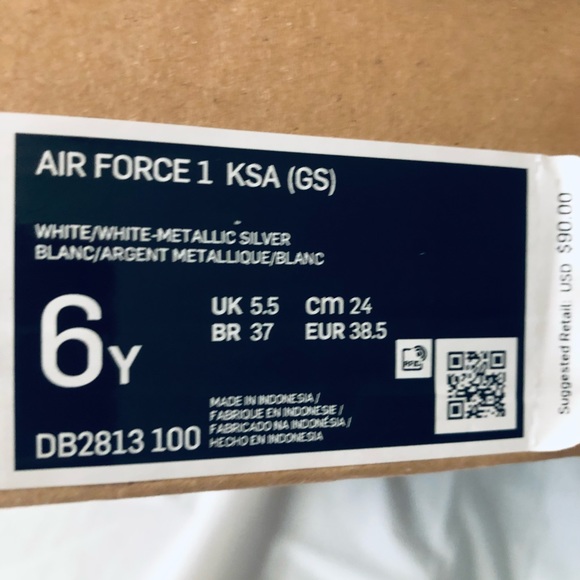 AIR FORCE 1 KSA (GS)
WHITE/WHITE-METALLIC SILVER
BLANC/ARGENT METALLIQUE/BLANC
6Y
UK 5.5 cm 24
BR 37 EUR 38.5
MADE IN INDONESIA /
FABRIQUE EN INDONESIE /
FABRICADO NA INDONÉSIA /
HECHO EN INDONESIA
DB2813 100
Suggested Retail: USD $90.00